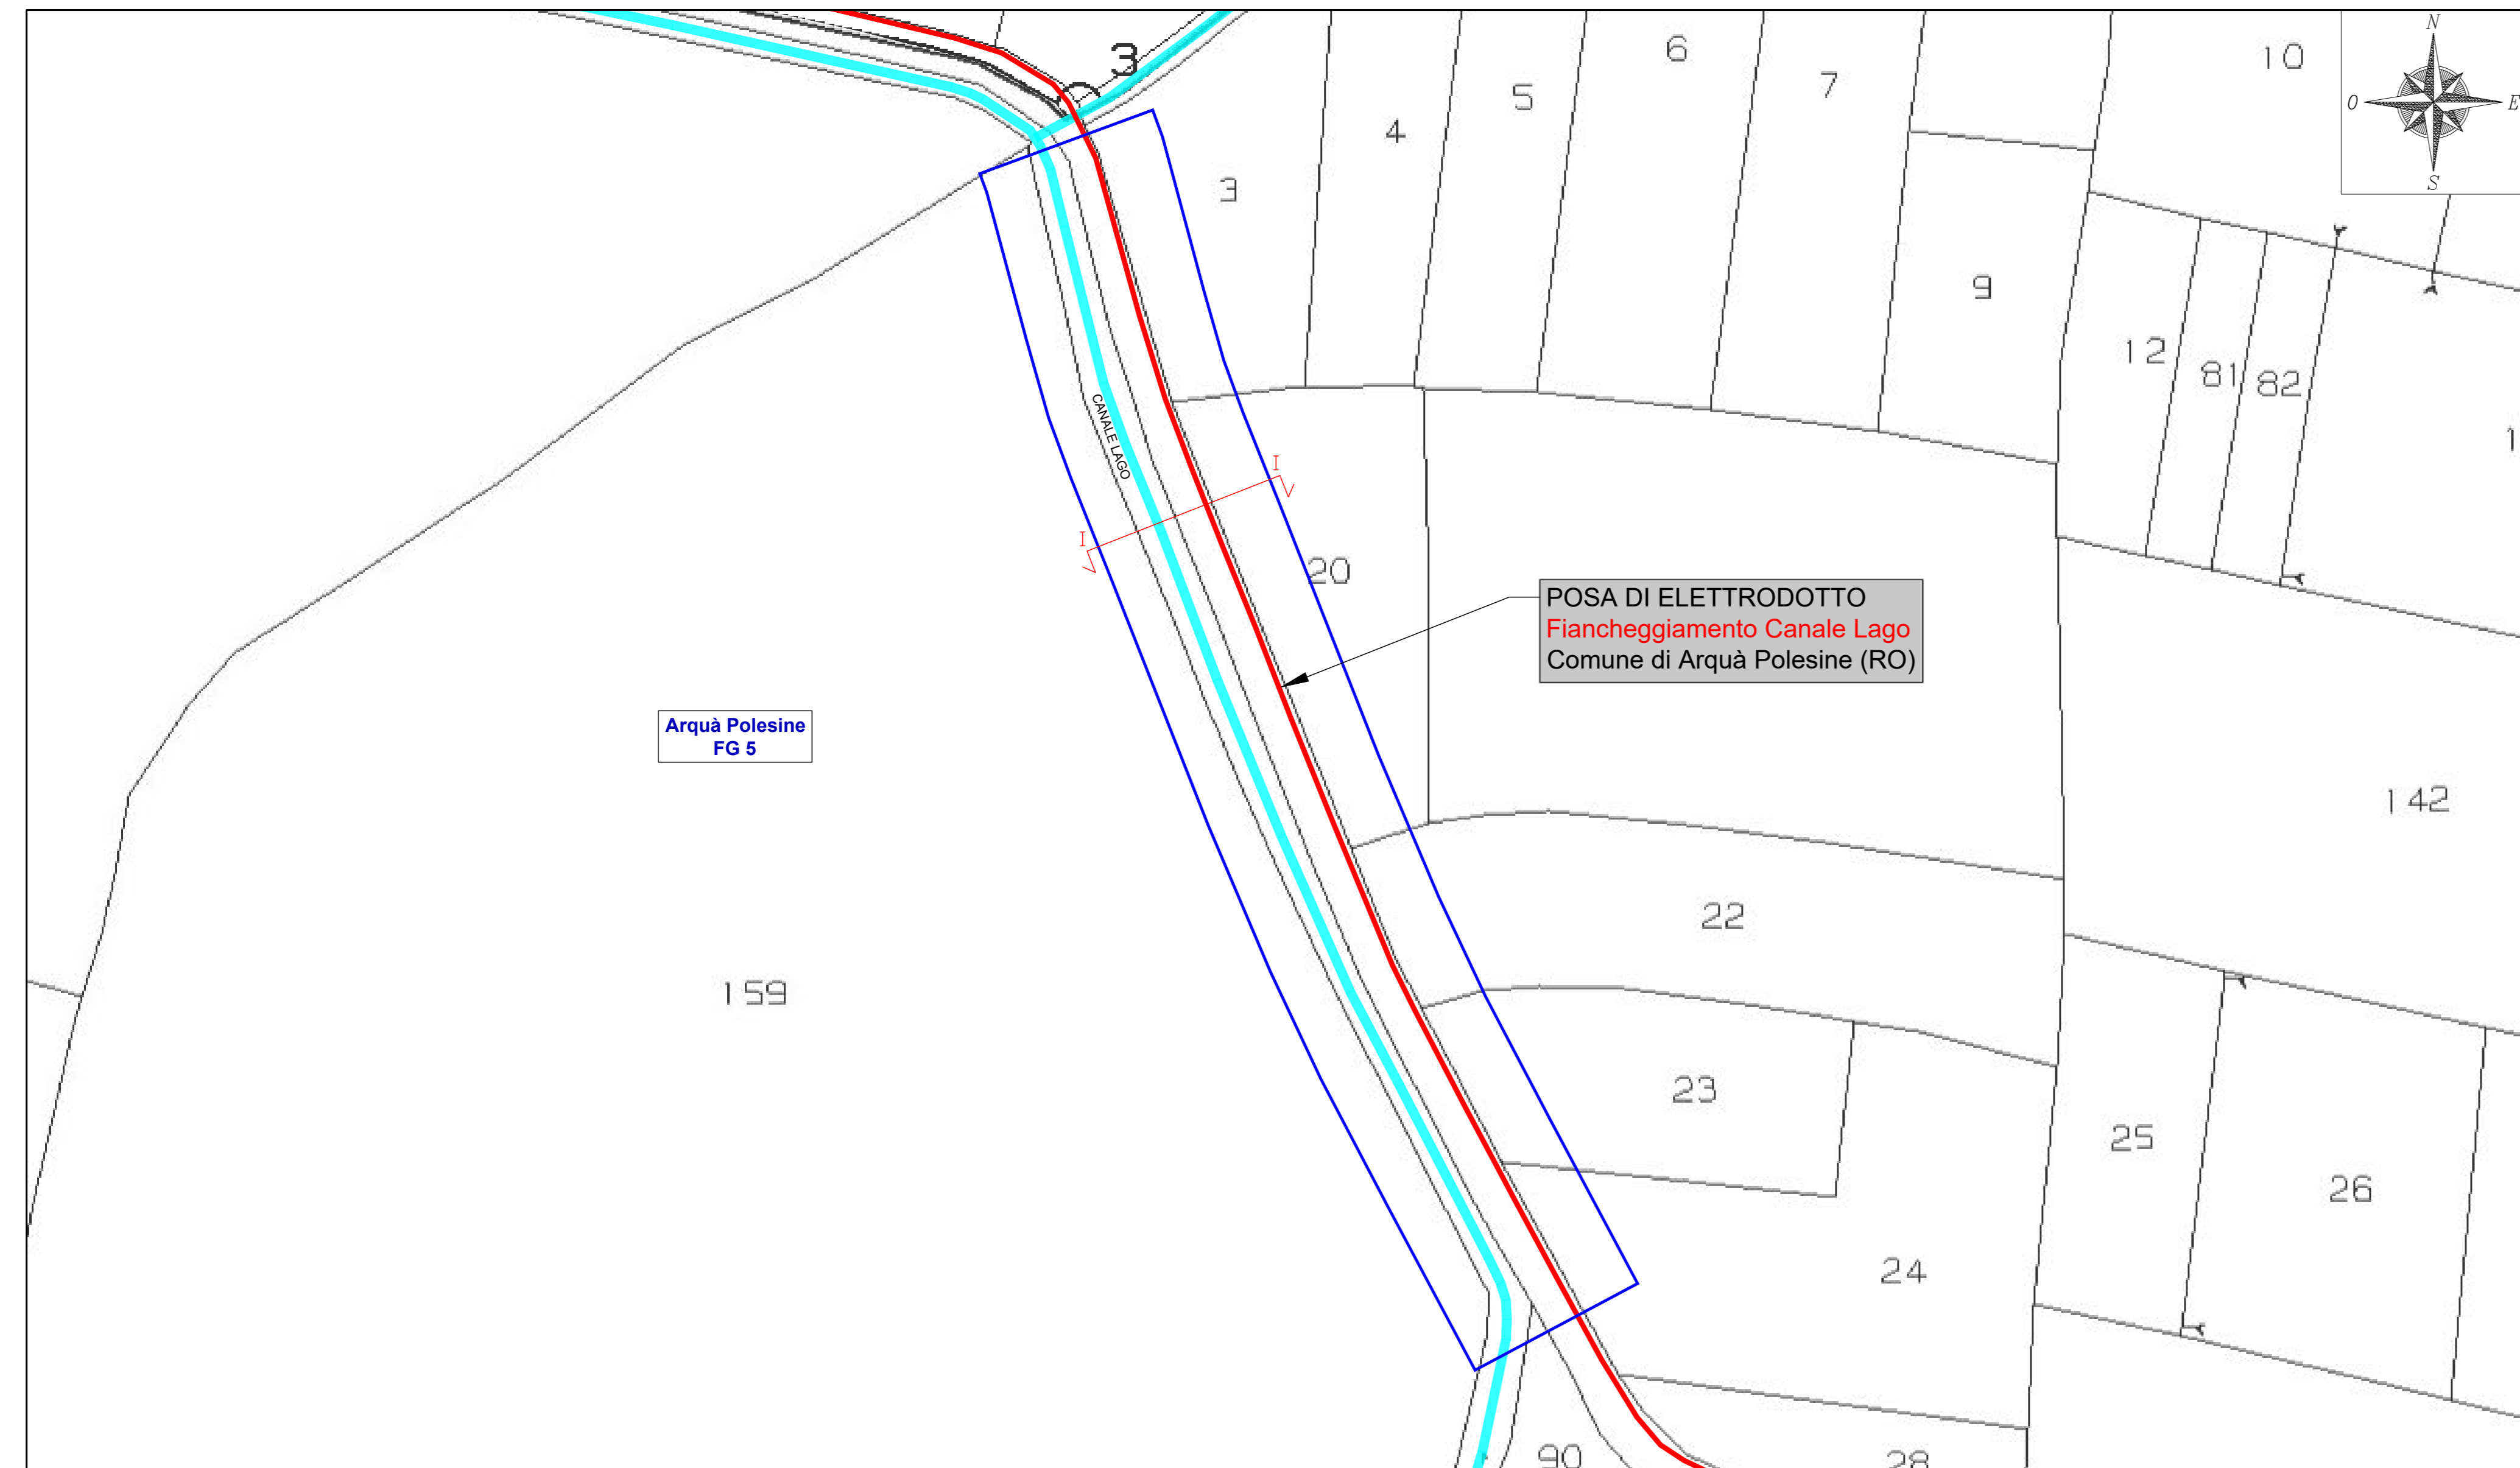 N
3
6
10
5
7
O
E
4
3
S
9
12
81
82
1
CANALE LAGO
I
I
20
POSA DI ELETTRODOTTO
Fiancheggiamento Canale Lago
Comune di Arquà Polesine (RO)
Arquà Polesine
FG 5
142
22
159
23
25
26
24
90
28